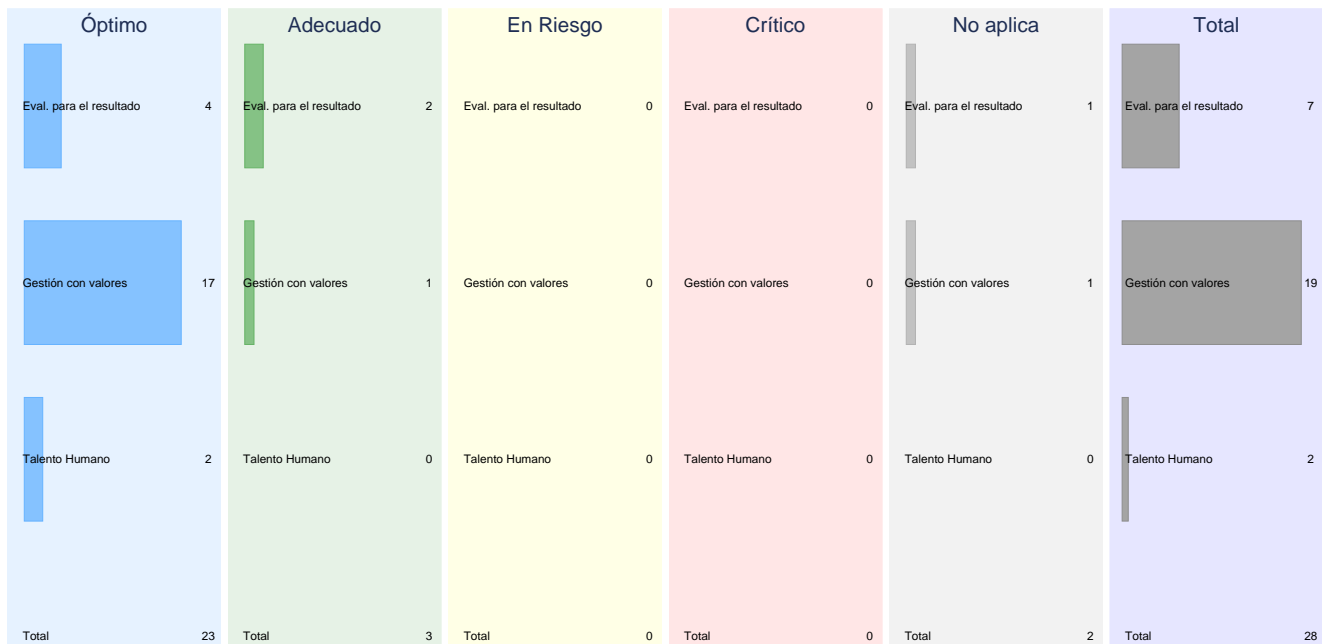 Óptimo Adecuado En Riesgo Crítico No aplica Total
Eval. para el resultado 4 Eval. para el resultado 2 Eval. para el resultado 0 Eval. para el resultado 0 Eval. para el resultado 1 Eval. para el resultado 7
Gestión con valores 17 Gestión con valores 1 Gestión con valores 0 Gestión con valores 0 Gestión con valores 1 Gestión con valores 19
Talento Humano 2 Talento Humano 0 Talento Humano 0 Talento Humano 0 Talento Humano 0 Talento Humano 2
Total 23 Total 3 Total 0 Total 0 Total 2 Total 28